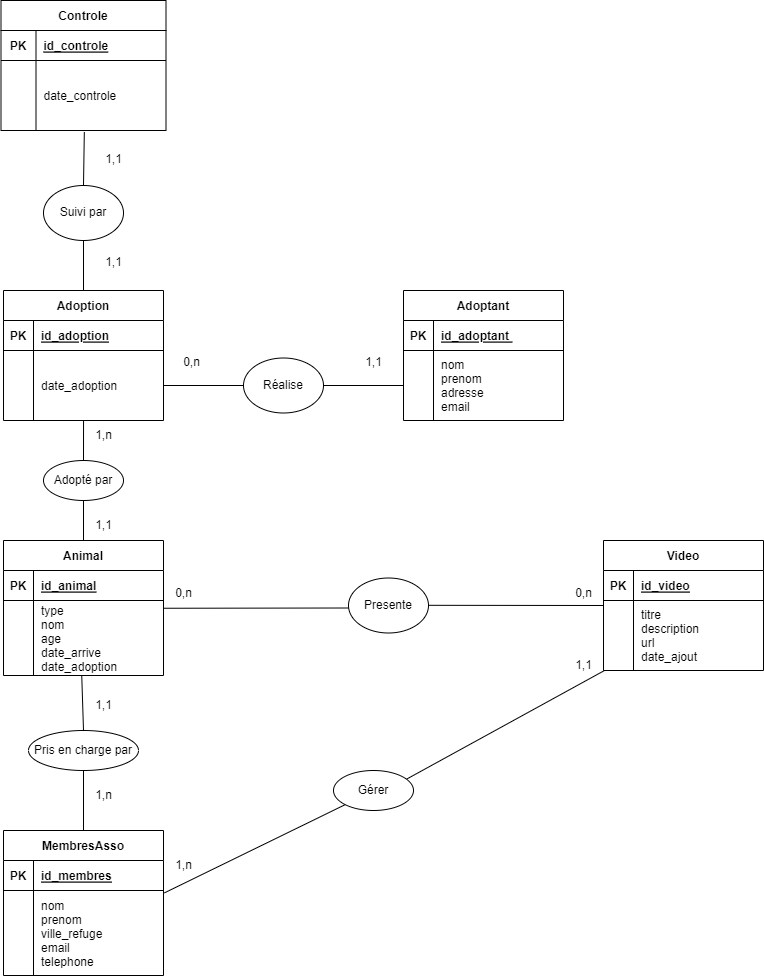 Controle
PK id_controle
date_controle
1,1
Suivi par
1,1
Adoption
PK id_adoption
date_adoption
0,n
Réalise
1,1
Adoptant
PK id_adoptant
nom
prenom
adresse
email
1,n
Adopté par
1,1
Animal
PK id_animal
type
nom
age
date_arrive
date_adoption
0,n
Presente
0,n
Video
PK id_video
titre
description
url
date_ajout
1,1
1,1
Pris en charge par
1,n
Gérer
1,n
MembresAsso
PK id_membres
nom
prenom
ville_refuge
email
telephone